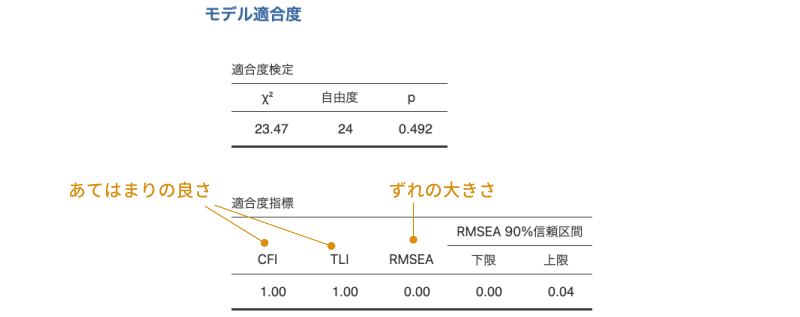 モデル適合度
適合度検定
χ² 自由度 p
23.47 24 0.492
あてはまりの良さ ずれの大きさ
適合度指標
RMSEA 90%信頼区間
CFI TLI RMSEA 下限 上限
1.00 1.00 0.00 0.00 0.04